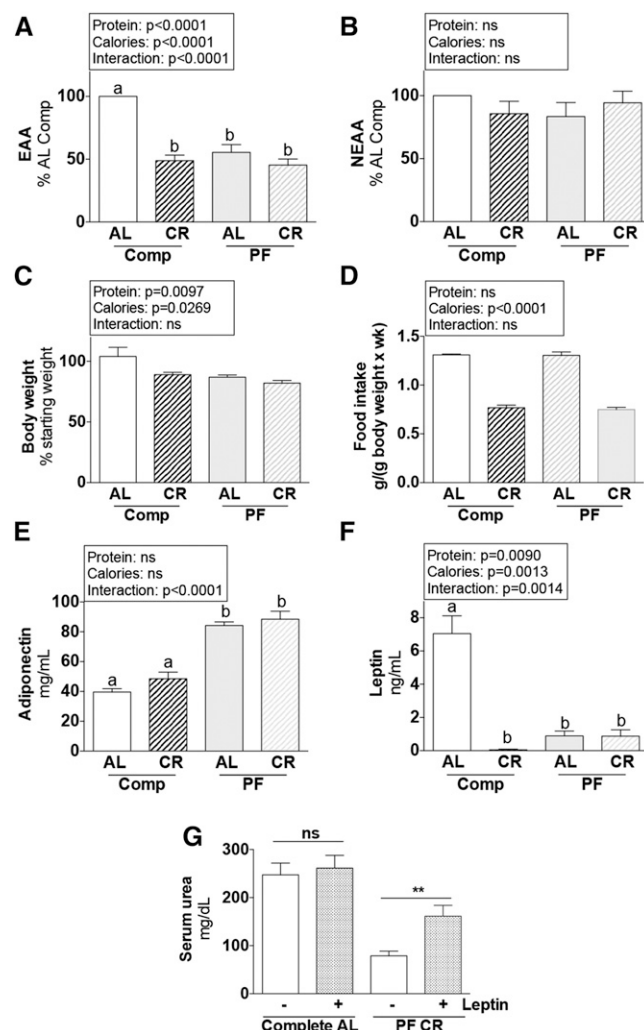 A
Protein: p<0.0001
Calories: p<0.0001
Interaction: p<0.0001
EAA
% AL Comp
100
50
0
a
b
b
b
AL CR AL CR
Comp PF
B
Protein: ns
Calories: ns
Interaction: ns
NEAA
% AL Comp
100
50
0
AL CR AL CR
Comp PF
C
Protein: p=0.0097
Calories: p=0.0269
Interaction: ns
Body weight
% starting weight
100
50
0
AL CR AL CR
Comp PF
D
Protein: ns
Calories: p<0.0001
Interaction: ns
Food intake
g/(g body weight x wk)
1.5
1.0
0.5
0.0
AL CR AL CR
Comp PF
E
Protein: ns
Calories: ns
Interaction: p<0.0001
Adiponectin
mg/mL
100
80
60
40
20
0
a
a
b
b
AL CR AL CR
Comp PF
F
Protein: p=0.0090
Calories: p=0.0013
Interaction: p=0.0014
Leptin
ng/mL
8
6
4
2
0
a
b
b
b
AL CR AL CR
Comp PF
G
Serum urea
mg/dL
300
200
100
0
ns
**
- + - + Leptin
Complete AL PF CR